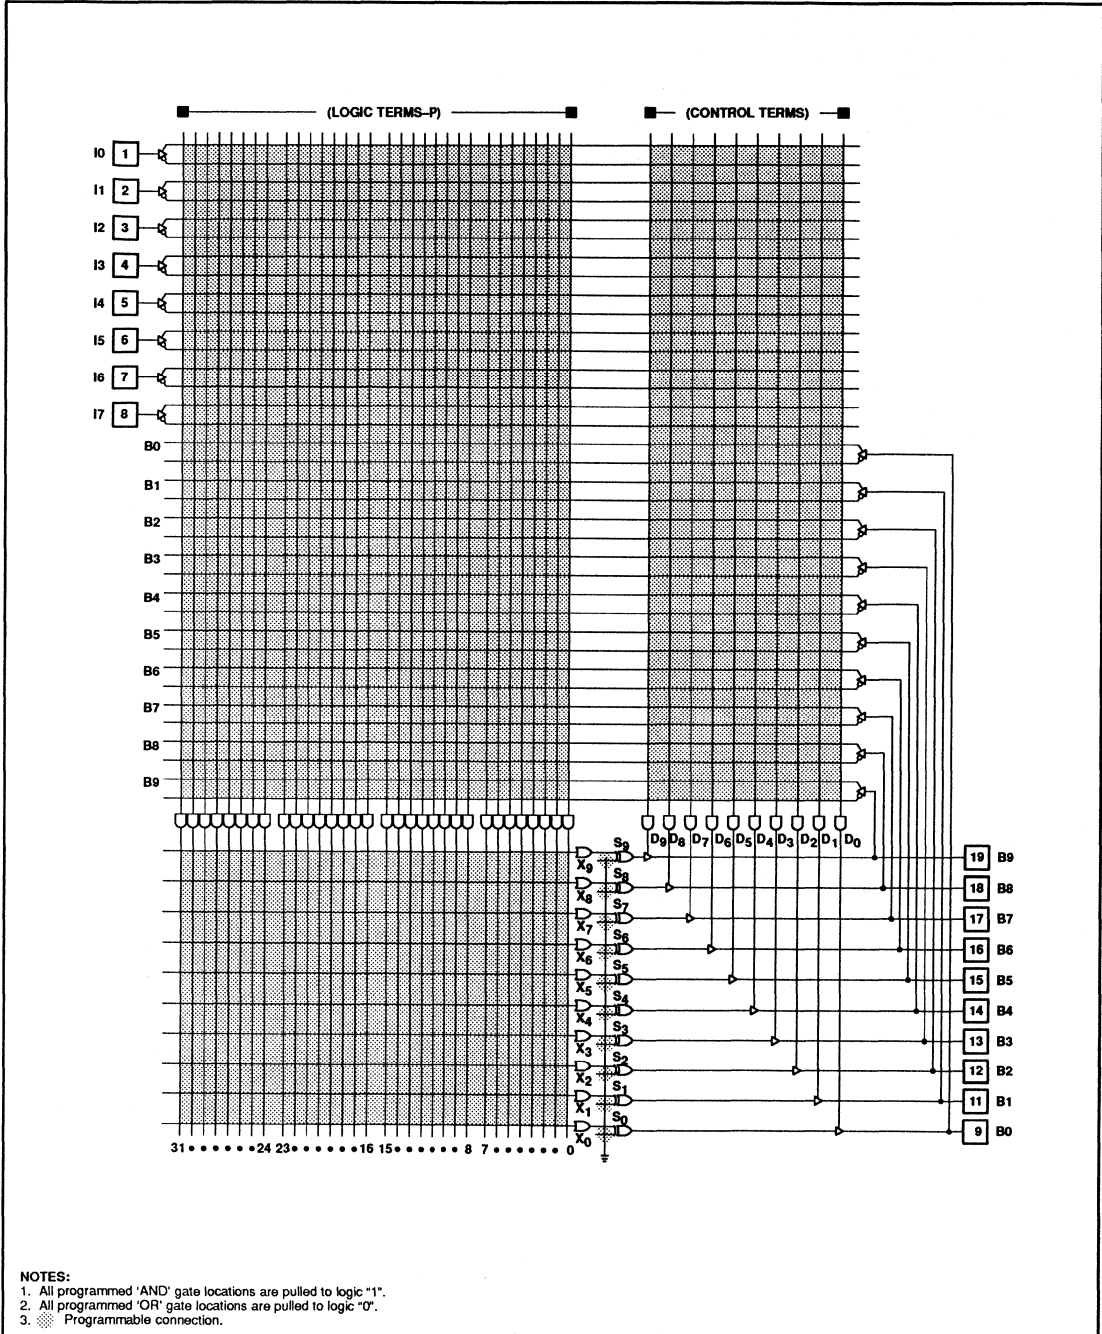 (LOGIC TERMS–P) (CONTROL TERMS)
I0 1
I1 2
I2 3
I3 4
I4 5
I5 6
I6 7
I7 8
B0
B1
B2
B3
B4
B5
B6
B7
B8
B9
D9 D8 D7 D6 D5 D4 D3 D2 D1 D0
S9
X9
19 B9
S8
X8
18 B8
S7
X7
17 B7
S6
X6
16 B6
S5
X5
15 B5
S4
X4
14 B4
S3
X3
13 B3
S2
X2
12 B2
S1
X1
11 B1
S0
X0
9 B0
31 • • • • • • 24 23 • • • • • • 16 15 • • • • • • 8 7 • • • • • • 0
NOTES:
1. All programmed 'AND' gate locations are pulled to logic "1".
2. All programmed 'OR' gate locations are pulled to logic "0".
3. Programmable connection.